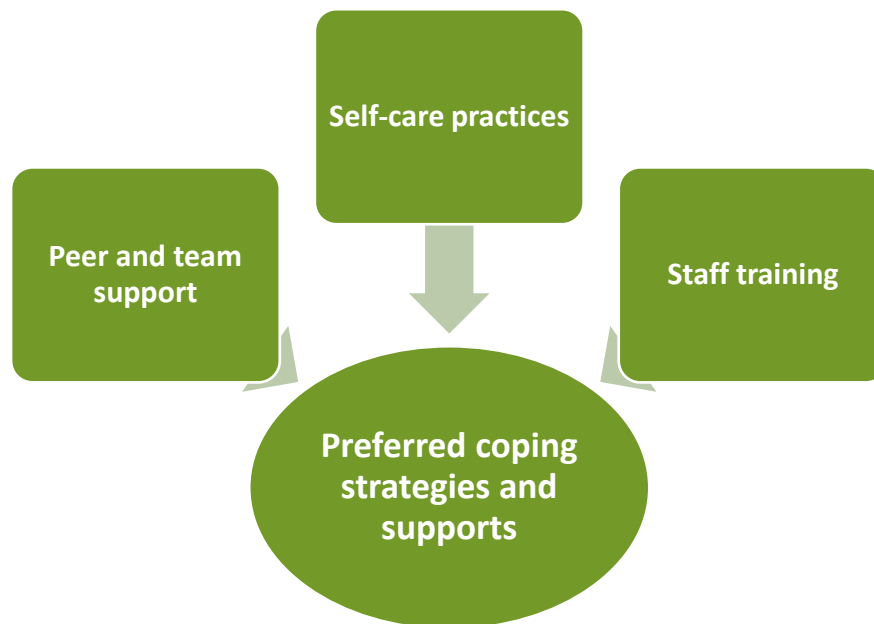 Self-care practices
Peer and team
support
Staff training
Preferred coping
strategies and
supports